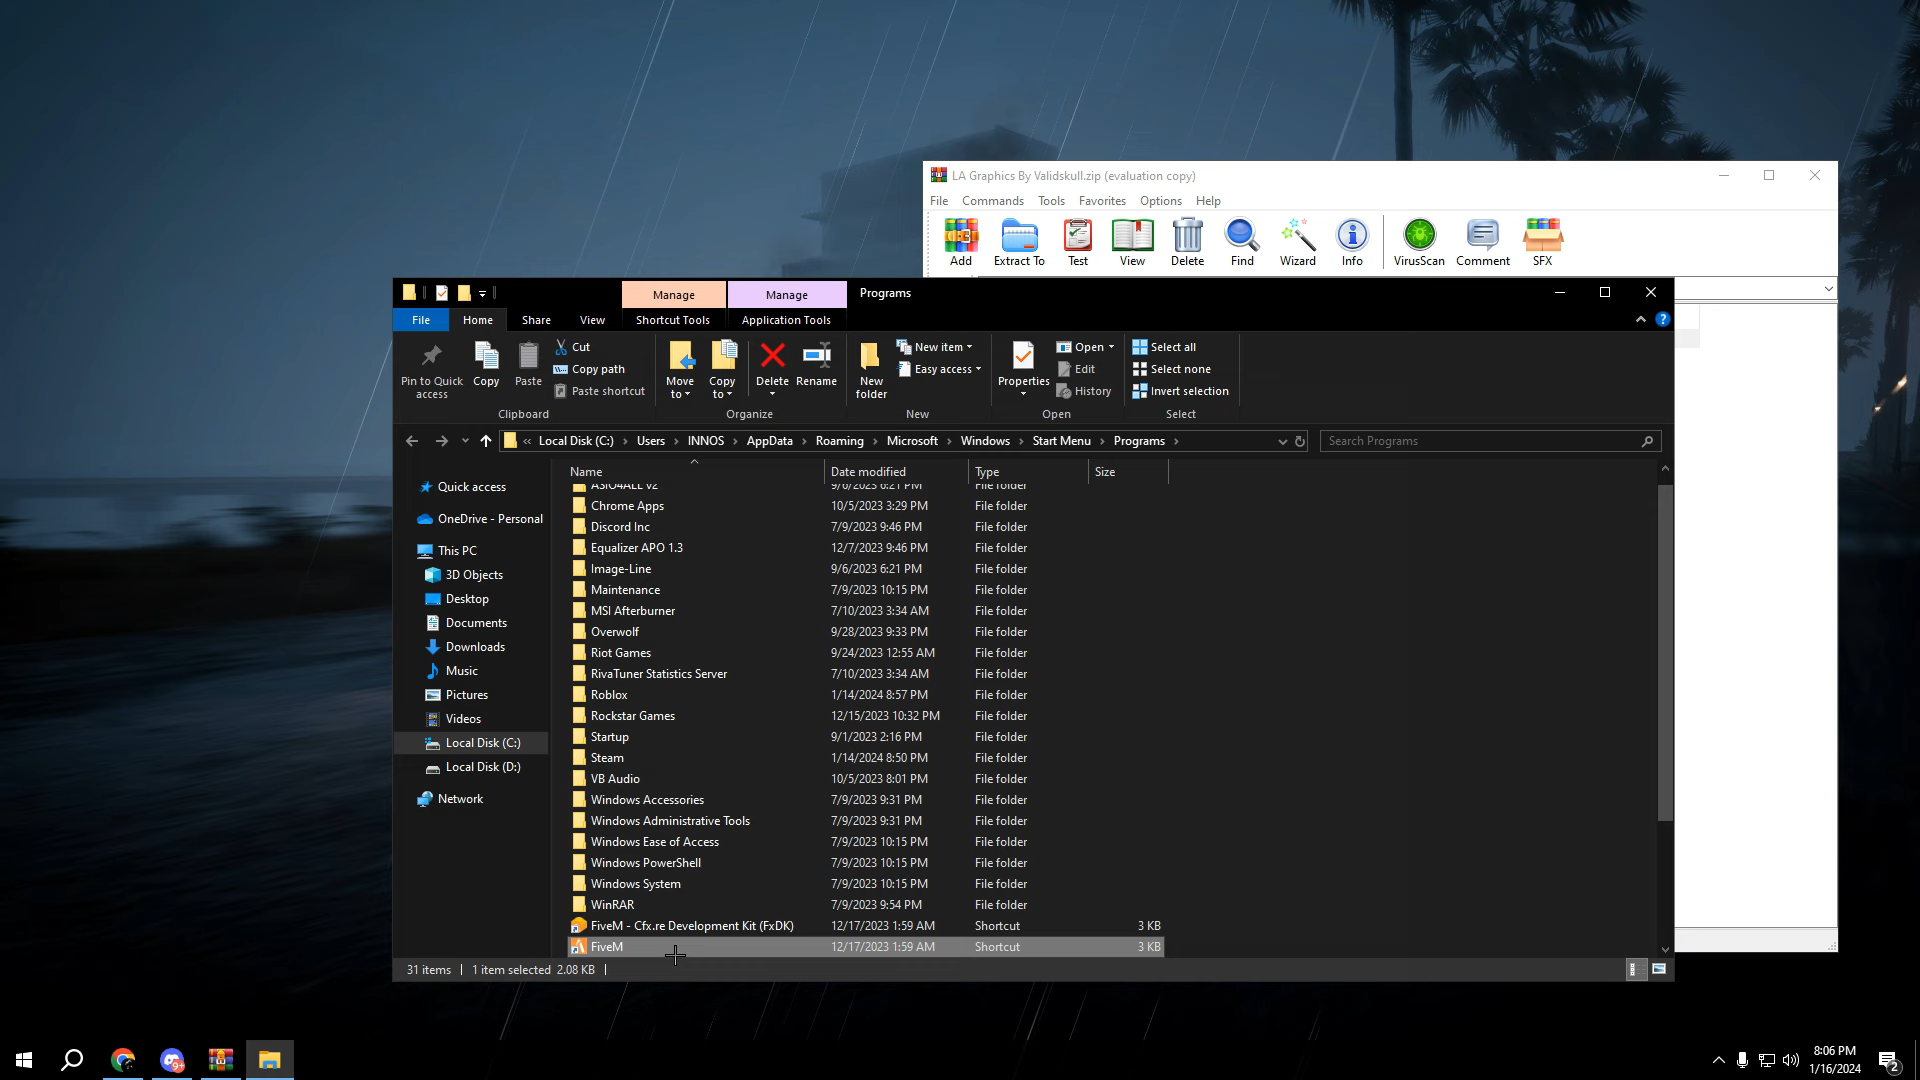 LA Graphics By Validskull.zip (evaluation copy)
File Commands Tools Favorites Options Help
Add Extract To Test View Delete Find Wizard Info VirusScan Comment SFX
Manage Manage Programs
File Home Share View Shortcut Tools Application Tools
Pin to Quick access
Copy
Paste
Cut
Copy path
Paste shortcut
Move to
Copy to
Delete
Rename
New folder
New item
Easy access
Properties
Open
Edit
History
Select all
Select none
Invert selection
Clipboard Organize New Open Select
« Local Disk (C:) › Users › INNOS › AppData › Roaming › Microsoft › Windows › Start Menu › Programs ›
Search Programs
Quick access
OneDrive - Personal
This PC
3D Objects
Desktop
Documents
Downloads
Music
Pictures
Videos
Local Disk (C:)
Local Disk (D:)
Network
Name Date modified Type Size
ASIO4ALL v2 9/6/2023 6:21 PM File folder
Chrome Apps 10/5/2023 3:29 PM File folder
Discord Inc 7/9/2023 9:46 PM File folder
Equalizer APO 1.3 12/7/2023 9:46 PM File folder
Image-Line 9/6/2023 6:21 PM File folder
Maintenance 7/9/2023 10:15 PM File folder
MSI Afterburner 7/10/2023 3:34 AM File folder
Overwolf 9/28/2023 9:33 PM File folder
Riot Games 9/24/2023 12:55 AM File folder
RivaTuner Statistics Server 7/10/2023 3:34 AM File folder
Roblox 1/14/2024 8:57 PM File folder
Rockstar Games 12/15/2023 10:32 PM File folder
Startup 9/1/2023 2:16 PM File folder
Steam 1/14/2024 8:50 PM File folder
VB Audio 10/5/2023 8:01 PM File folder
Windows Accessories 7/9/2023 9:31 PM File folder
Windows Administrative Tools 7/9/2023 9:31 PM File folder
Windows Ease of Access 7/9/2023 10:15 PM File folder
Windows PowerShell 7/9/2023 10:15 PM File folder
Windows System 7/9/2023 10:15 PM File folder
WinRAR 7/9/2023 9:54 PM File folder
FiveM - Cfx.re Development Kit (FxDK) 12/17/2023 1:59 AM Shortcut 3 KB
FiveM 12/17/2023 1:59 AM Shortcut 3 KB
31 items 1 item selected 2.08 KB
9+
8:06 PM
1/16/2024
2